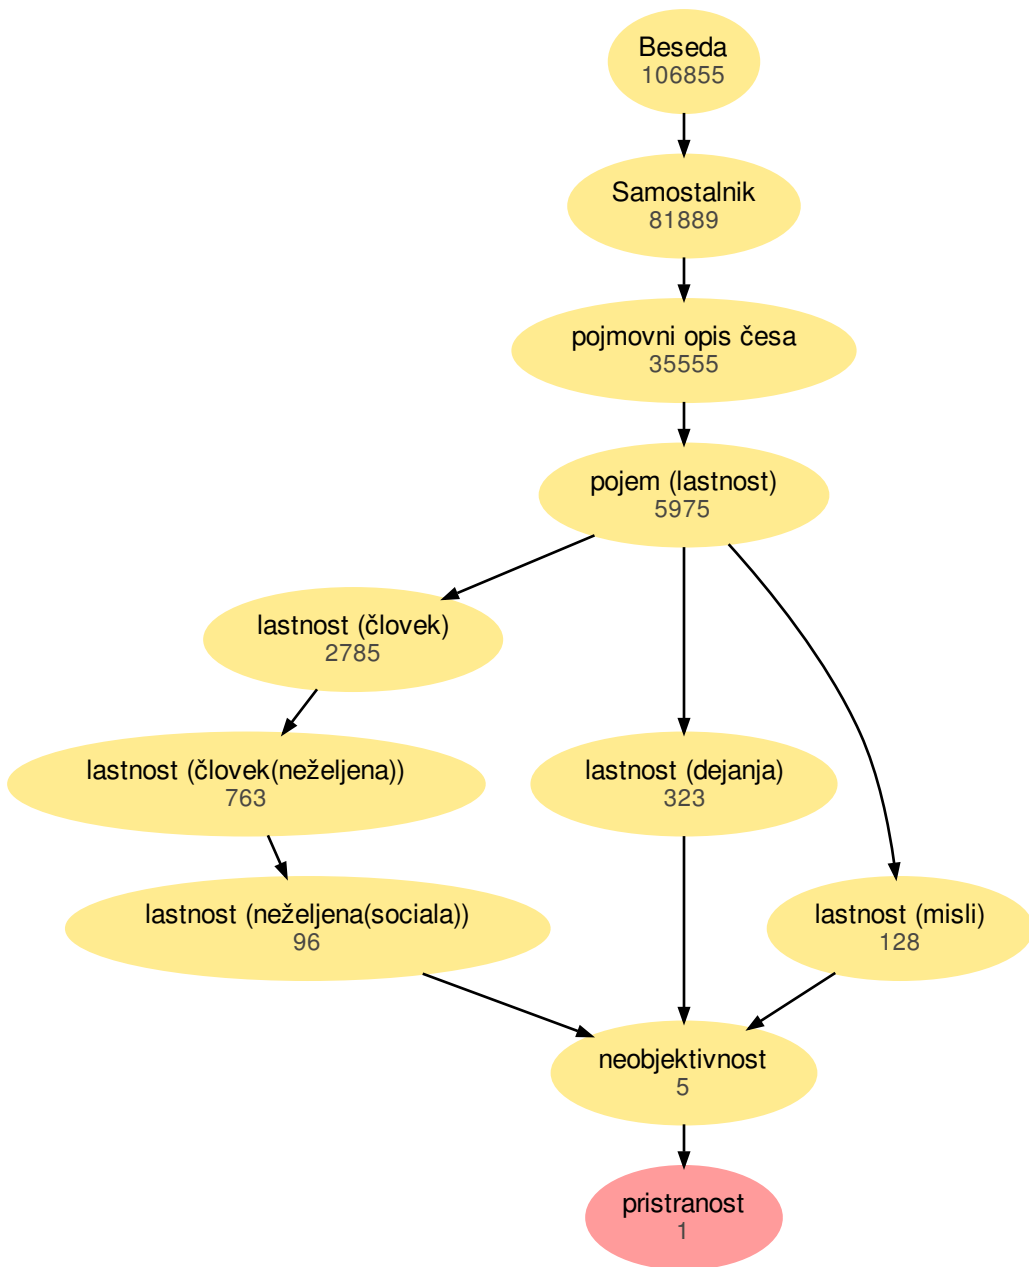 Beseda
106855
Samostalnik
81889
pojmovni opis česa
35555
pojem (lastnost)
5975
lastnost (človek)
2785
lastnost (človek(neželjena))
763
lastnost (dejanja)
323
lastnost (neželjena(sociala))
96
lastnost (misli)
128
neobjektivnost
5
pristranost
1